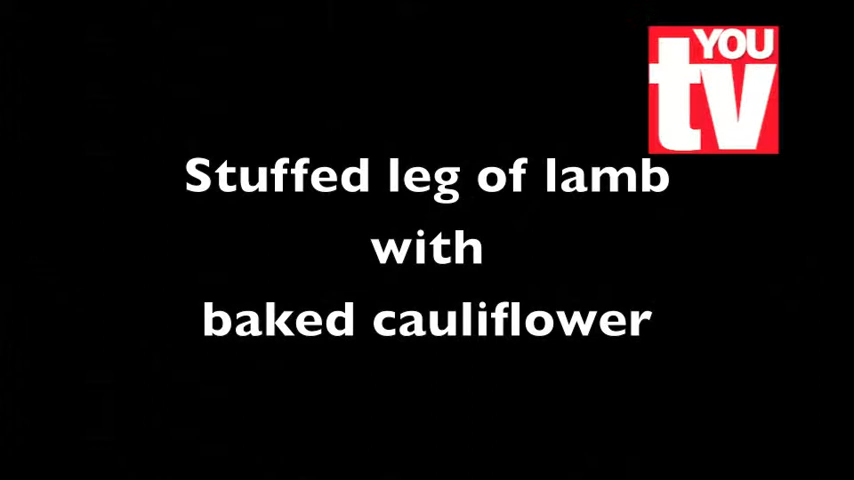 YOU
tv
Stuffed leg of lamb
with
baked cauliflower